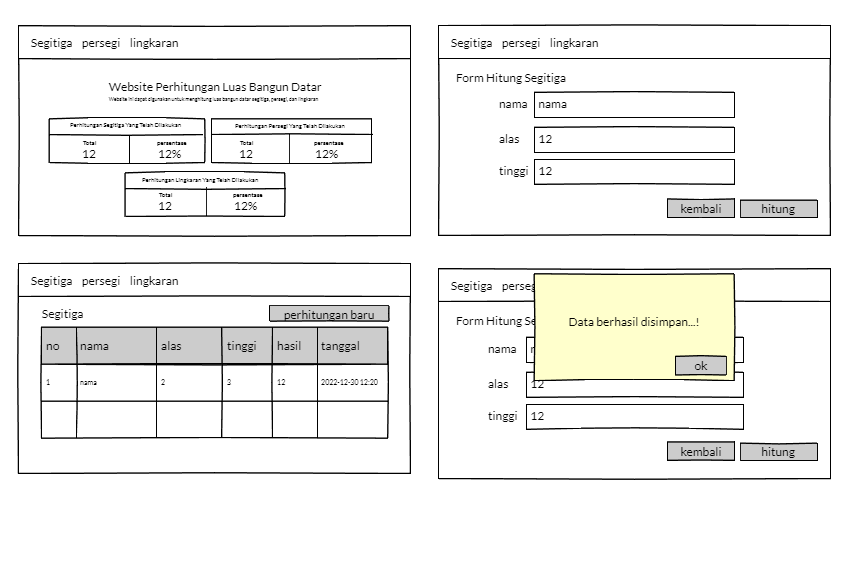 Segitiga persegi lingkaran
Website Perhitungan Luas Bangun Datar
Website ini dapat digunakan untuk menghitung luas bangun datar segitiga, persegi, dan lingkaran
Perhitungan Segitiga Yang Telah Dilakukan
Total persentase
12 12%
Perhitungan Persegi Yang Telah Dilakukan
Total persentase
12 12%
Perhitungan Lingkaran Yang Telah Dilakukan
Total persentase
12 12%
Segitiga persegi lingkaran
Form Hitung Segitiga
nama nama
alas 12
tinggi 12
kembali hitung
Segitiga persegi lingkaran
Segitiga perhitungan baru
no nama alas tinggi hasil tanggal
1 nama 2 3 12 2022-12-30 12:20
Segitiga perse
Form Hitung Se
Data berhasil disimpan...!
ok
nama
alas 12
tinggi 12
kembali hitung